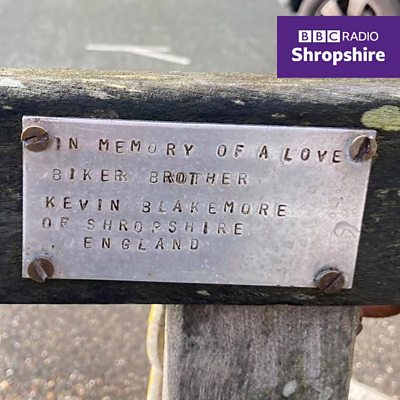 BBC RADIO
Shropshire
IN MEMORY OF A LOVE
BIKER BROTHER
KEVIN BLAKEMORE
OF SHROPSHIRE
ENGLAND